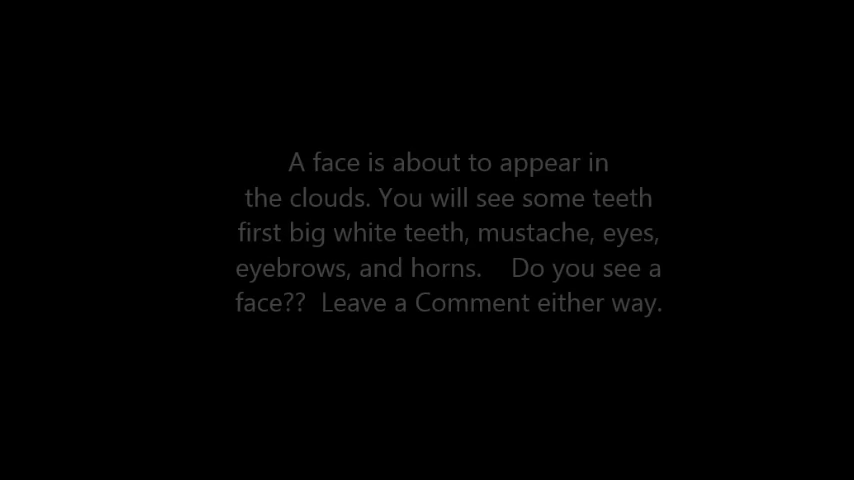 A face is about to appear in
the clouds. You will see some teeth
first big white teeth, mustache, eyes,
eyebrows, and horns.    Do you see a
face??  Leave a Comment either way.